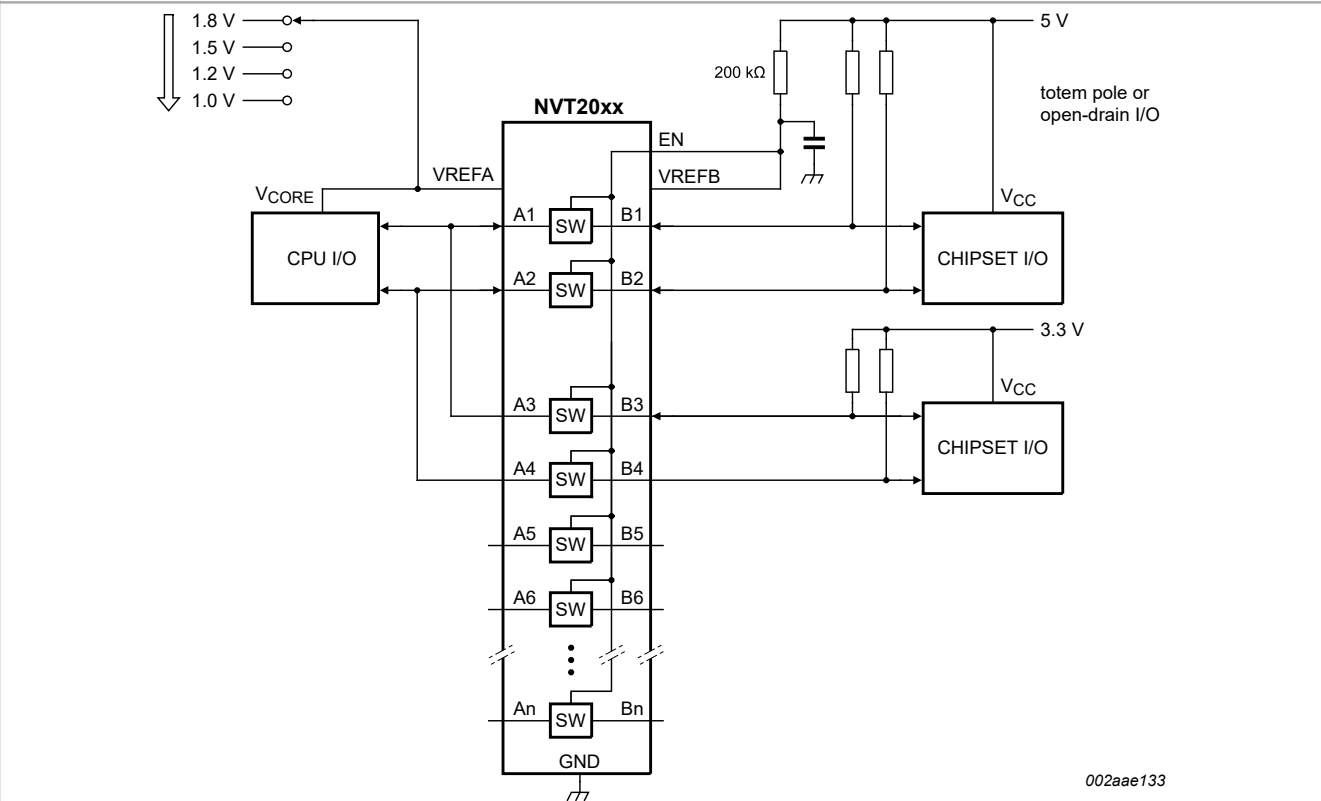 1.8 V
1.5 V
1.2 V
1.0 V
5 V
200 kΩ
totem pole or
open-drain I/O
NVT20xx
EN
VREFA
VREFB
VCORE
VCC
A1
SW
B1
CPU I/O
CHIPSET I/O
A2
SW
B2
3.3 V
VCC
A3
SW
B3
CHIPSET I/O
A4
SW
B4
A5
SW
B5
A6
SW
B6
An
SW
Bn
GND
002aae133